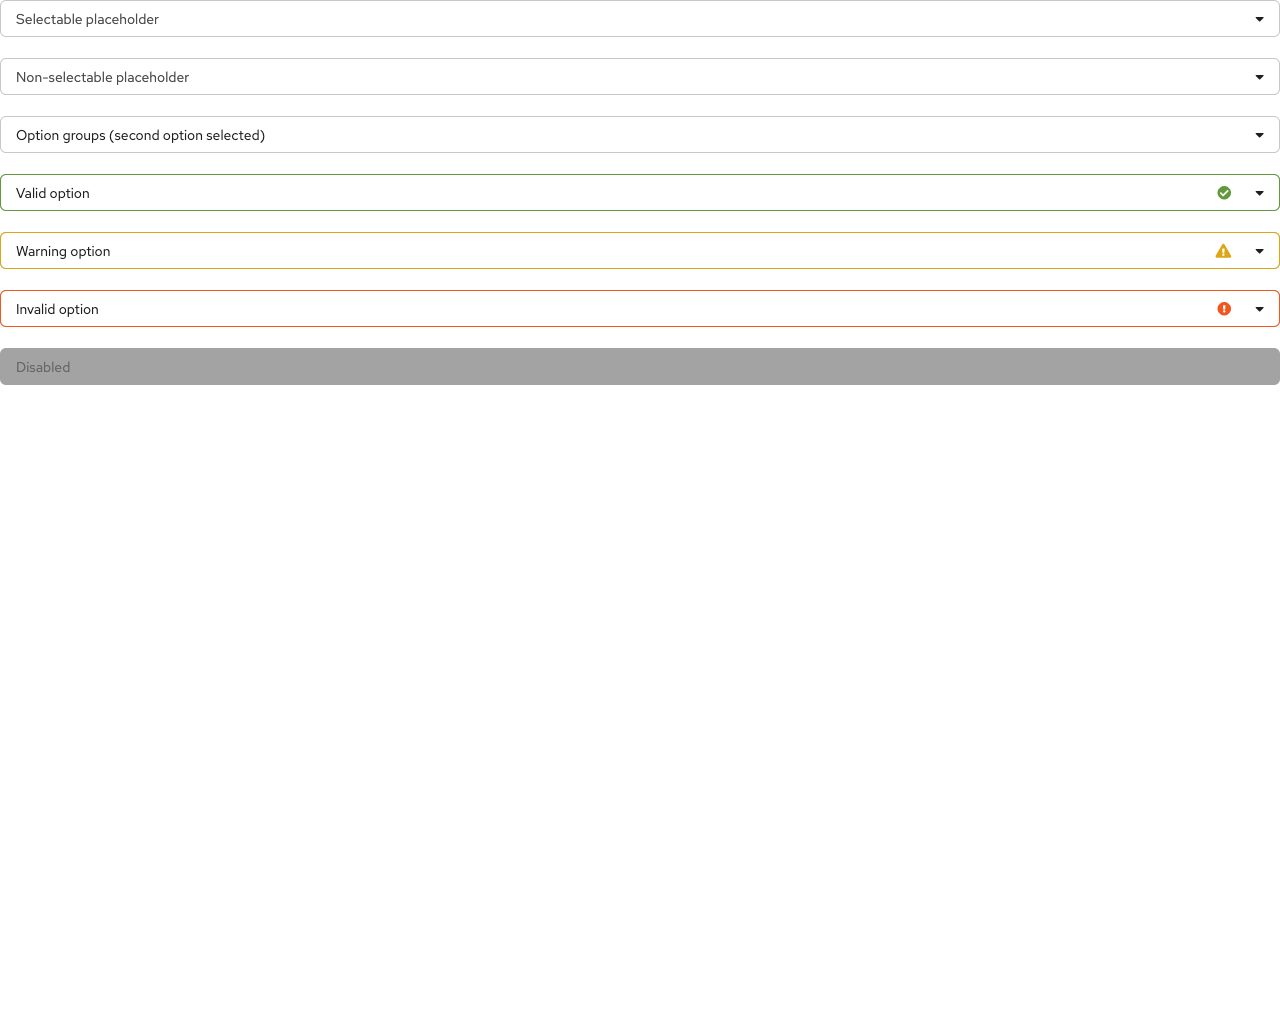 Selectable placeholder
Non-selectable placeholder
Option groups (second option selected)
Valid option
Warning option
Invalid option
Disabled